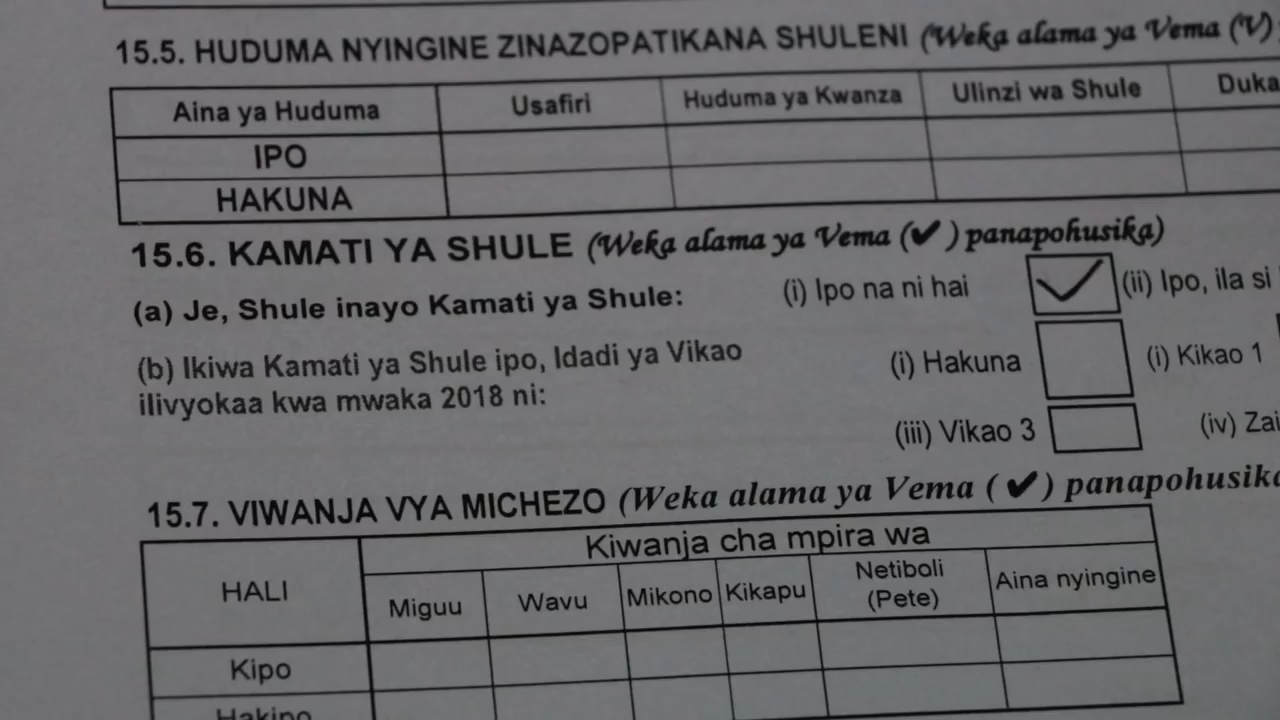 15.5. HUDUMA NYINGINE ZINAZOPATIKANA SHULENI (Weka alama ya Vema (V)
Aina ya Huduma Usafiri Huduma ya Kwanza Ulinzi wa Shule Duka
IPO
HAKUNA
15.6. KAMATI YA SHULE (Weka alama ya Vema (✔) panapohusika)
(a) Je, Shule inayo Kamati ya Shule: (i) Ipo na ni hai ✓ (ii) Ipo, ila si
(b) Ikiwa Kamati ya Shule ipo, Idadi ya Vikao (i) Hakuna (i) Kikao 1
ilivyokaa kwa mwaka 2018 ni:
(iii) Vikao 3 (iv)
15.7. VIWANJA VYA MICHEZO (Weka alama ya Vema (✔) panapohusika
HALI Kiwanja cha mpira wa
Miguu Wavu Mikono Kikapu Netiboli (Pete) Aina nyingine
Kipo
Hakipo